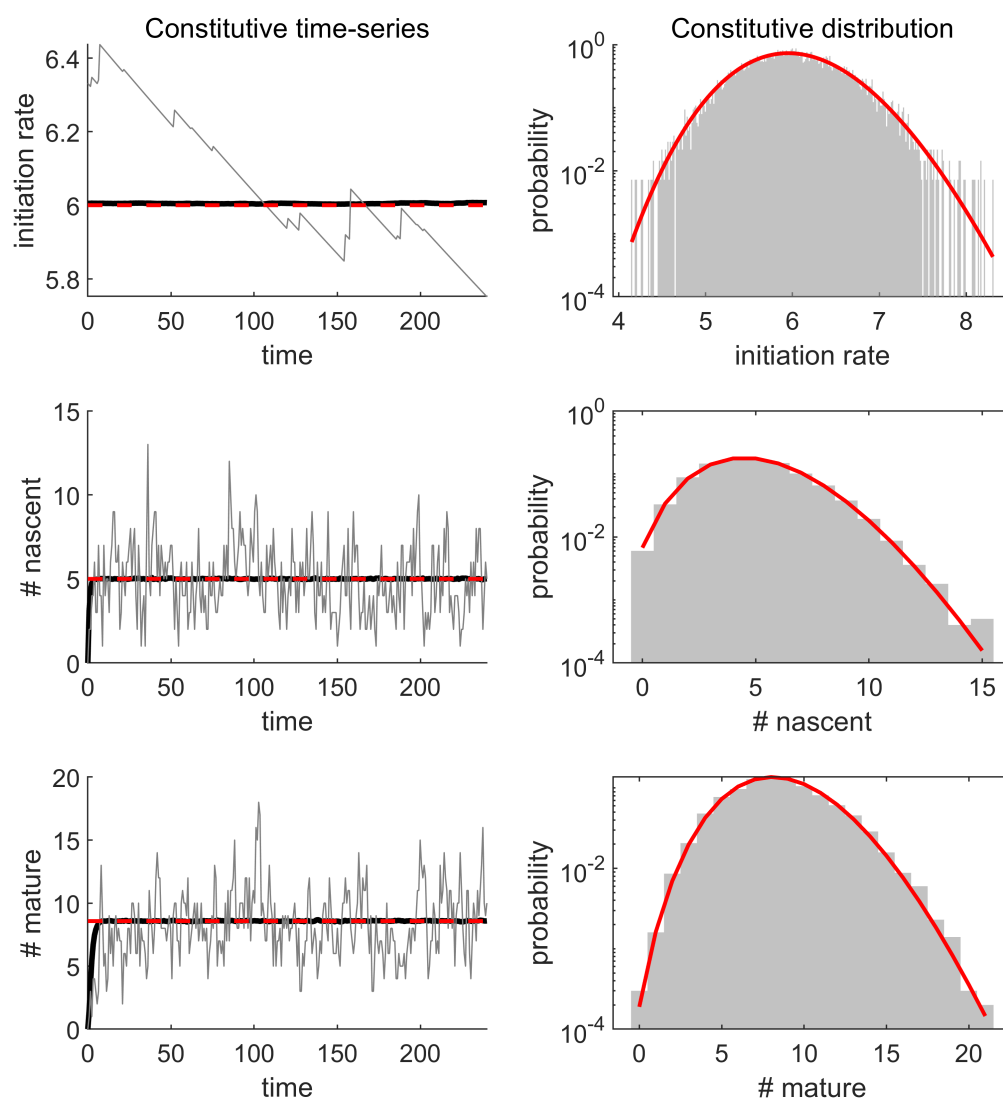 Constitutive time-series
initiation rate
6.4
6.2
6
5.8
0 50 100 150 200
time
Constitutive distribution
probability
10^0
10^-2
10^-4
4 5 6 7 8
initiation rate
# nascent
15
10
5
0
0 50 100 150 200
time
probability
10^0
10^-2
10^-4
0 5 10 15
# nascent
# mature
20
15
10
5
0
0 50 100 150 200
time
probability
10^-2
10^-4
0 5 10 15 20
# mature